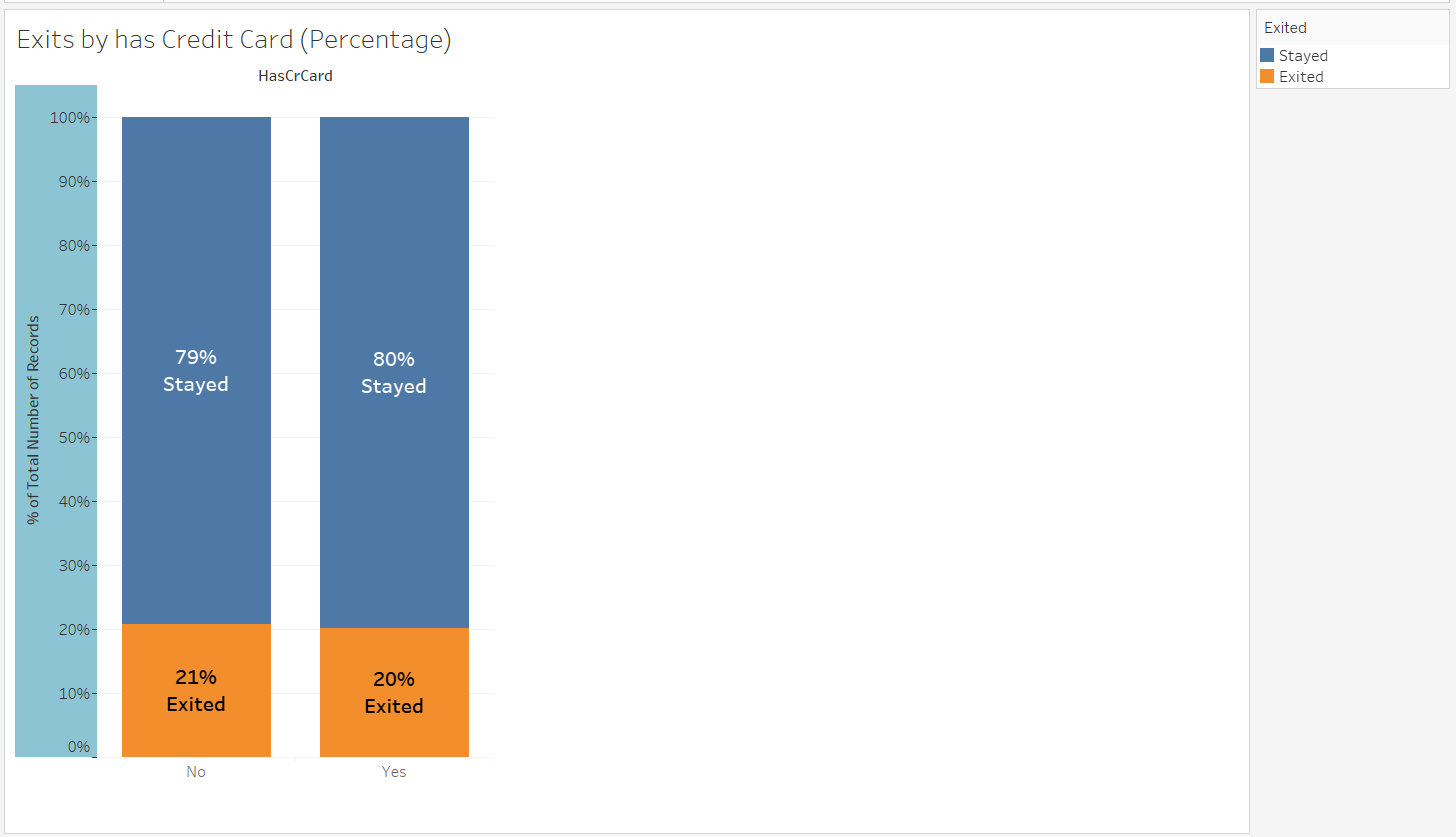 Exits by has Credit Card (Percentage)
HasCrCard
% of Total Number of Records
100%
90%
80%
70%
60%
50%
40%
30%
20%
10%
0%
79%
Stayed
80%
Stayed
21%
Exited
20%
Exited
No
Yes
Exited
Stayed
Exited